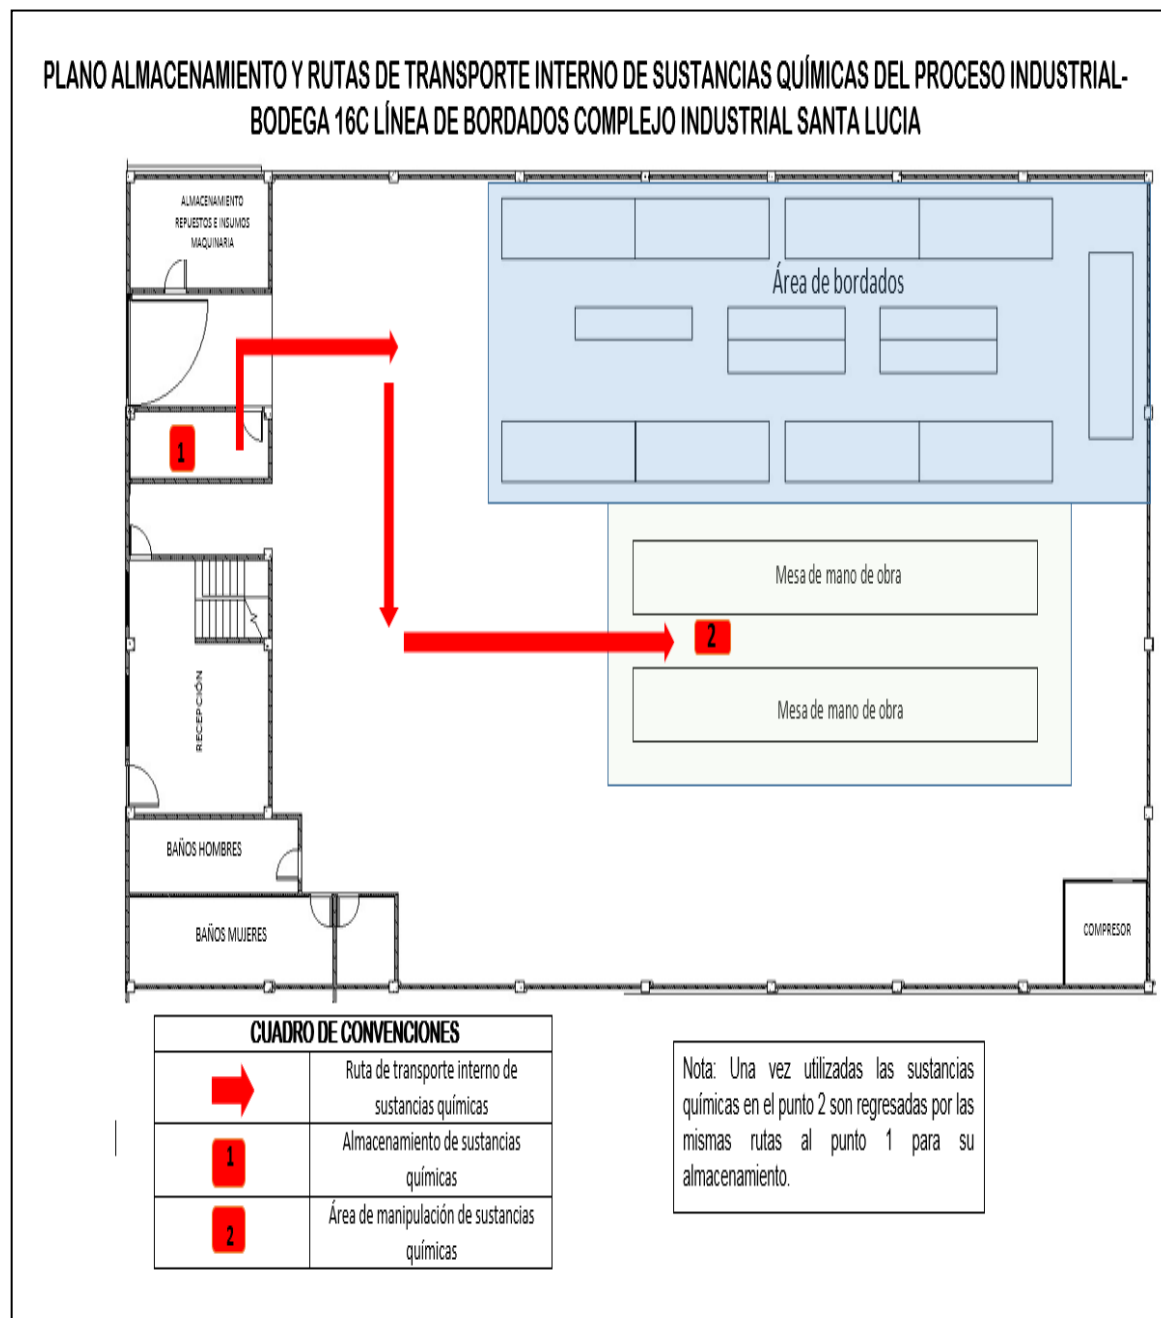 PLANO ALMACENAMIENTO Y RUTAS DE TRANSPORTE INTERNO DE SUSTANCIAS QUÍMICAS DEL PROCESO INDUSTRIAL-
BODEGA 16C LÍNEA DE BORDADOS COMPLEJO INDUSTRIAL SANTA LUCIA
ALMACENAMIENTO
REPUESTOS E INSUMOS
MAQUINARIA
Área de bordados
1
Mesa de mano de obra
2
Mesa de mano de obra
RECEPCIÓN
BAÑOS HOMBRES
BAÑOS MUJERES
COMPRESOR
CUADRO DE CONVENCIONES
Ruta de transporte interno de
sustancias químicas
1
Almacenamiento de sustancias
químicas
2
Área de manipulación de sustancias
químicas
Nota: Una vez utilizadas las sustancias
químicas en el punto 2 son regresadas por las
mismas rutas al punto 1 para su
almacenamiento.